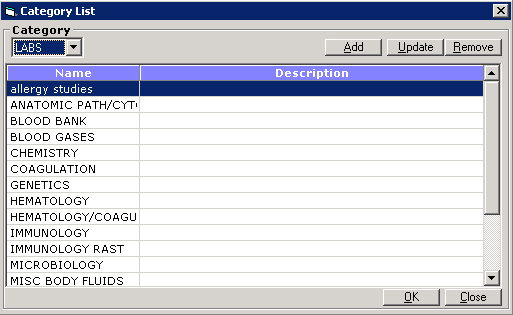 Category List
Category
LABS
Add Update Remove
Name Description
allergy studies
ANATOMIC PATH/CYT
BLOOD BANK
BLOOD GASES
CHEMISTRY
COAGULATION
GENETICS
HEMATOLOGY
HEMATOLOGY/COAGU
IMMUNOLOGY
IMMUNOLOGY RAST
MICROBIOLOGY
MISC BODY FLUIDS
OK Close